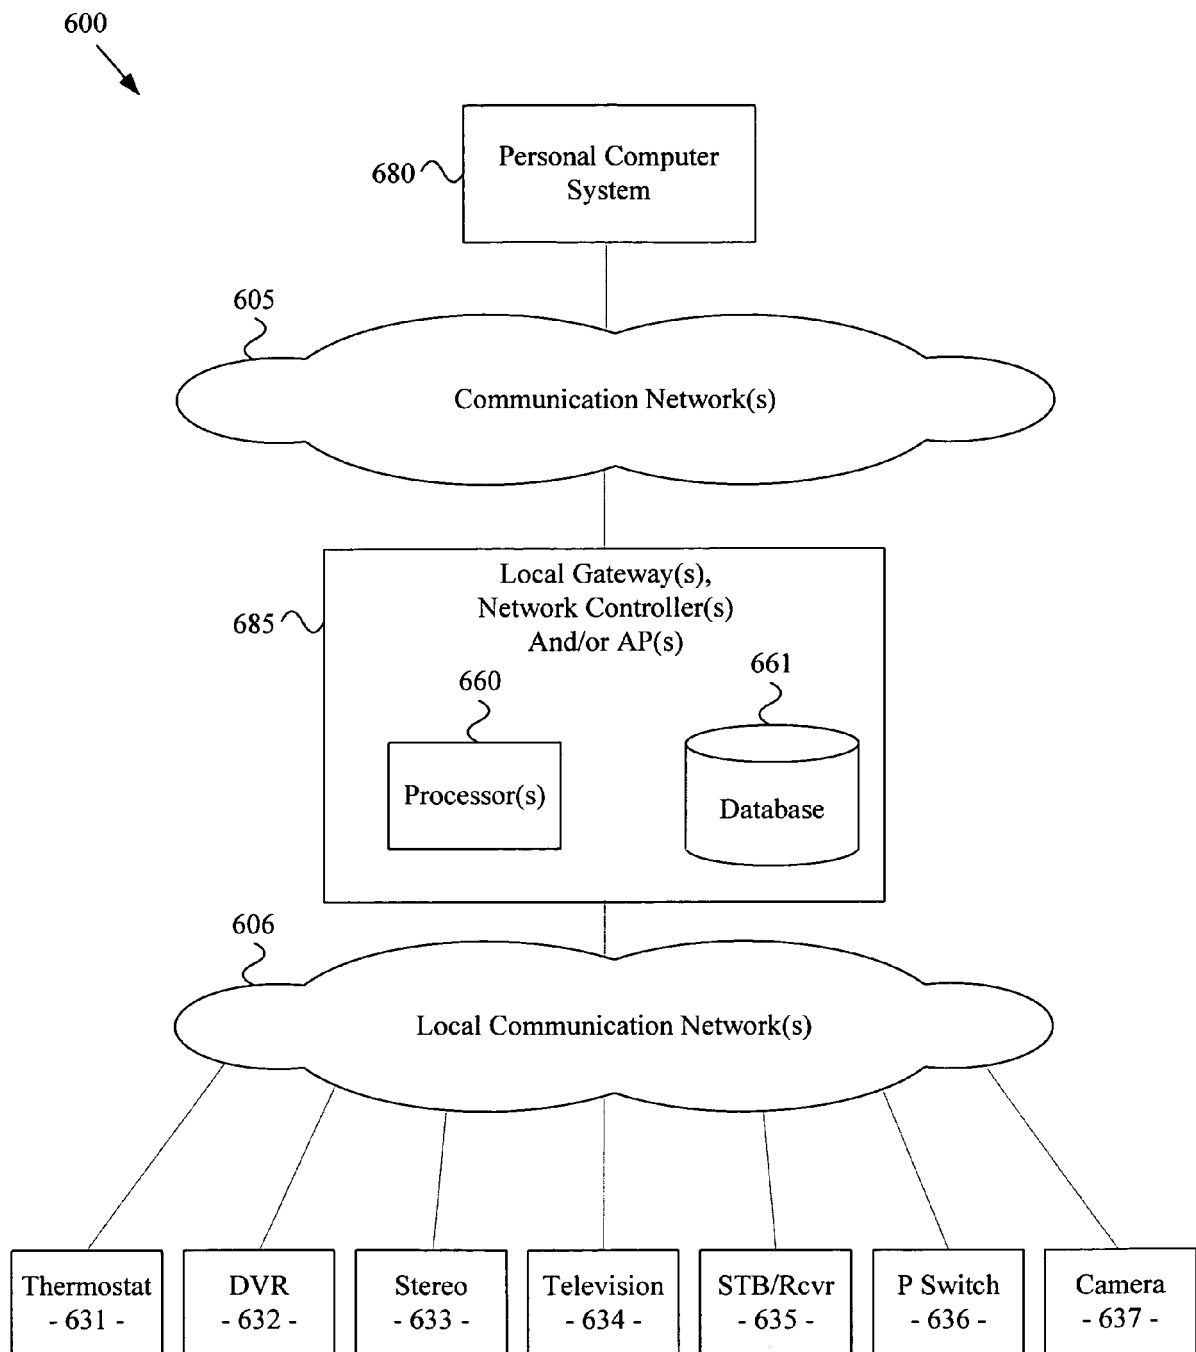 600
Personal Computer
System
680
605
Communication Network(s)
Local Gateway(s),
Network Controller(s)
And/or AP(s)
685
660
661
Processor(s)
Database
606
Local Communication Network(s)
Thermostat
- 631 -
DVR
- 632 -
Stereo
- 633 -
Television
- 634 -
STB/Rcvr
- 635 -
P Switch
- 636 -
Camera
- 637 -